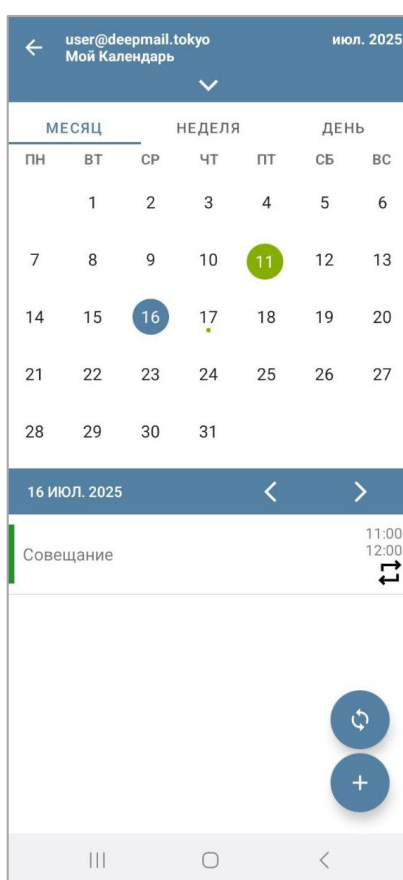 user@deepmail.tokyo
июл. 2025
Мой Календарь
МЕСЯЦ НЕДЕЛЯ ДЕНЬ
ПН ВТ СР ЧТ ПТ СБ ВС
1 2 3 4 5 6
7 8 9 10 11 12 13
14 15 16 17 18 19 20
21 22 23 24 25 26 27
28 29 30 31
16 ИЮЛ. 2025
Совещание
11:00
12:00